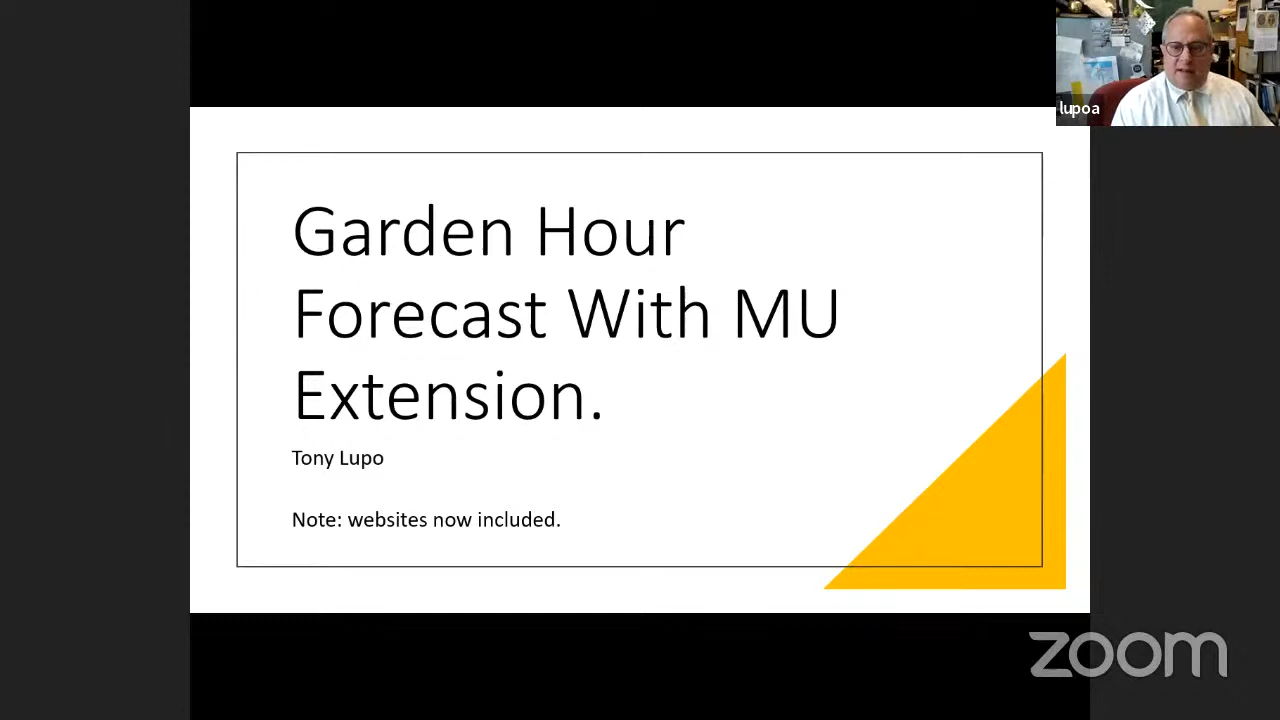 lupoa
Garden Hour
Forecast With MU
Extension.
Tony Lupo
Note: websites now included.
zoom